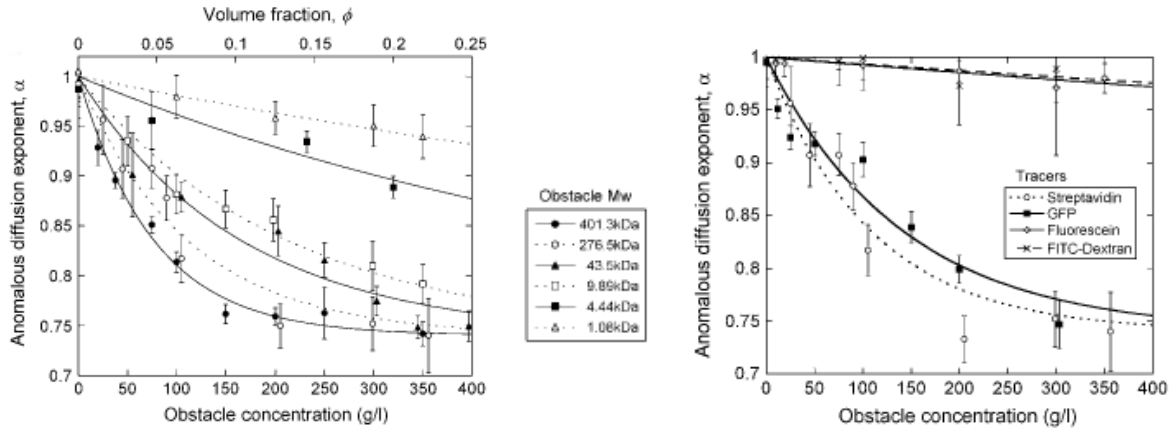 Volume fraction, ϕ
0 0.05 0.1 0.15 0.2 0.25
Anomalous diffusion exponent, α
1
0.95
0.9
0.85
0.8
0.75
0.7
0 50 100 150 200 250 300 350 400
Obstacle concentration (g/l)
Obstacle Mw
401.3kDa
276.5kDa
43.5kDa
9.89kDa
4.44kDa
1.08kDa
Anomalous diffusion exponent, α
1
0.95
0.9
0.85
0.8
0.75
0.7
0 50 100 150 200 250 300 350 400
Obstacle concentration (g/l)
Tracers
Streptavidin
GFP
Fluorescein
FITC-Dextran